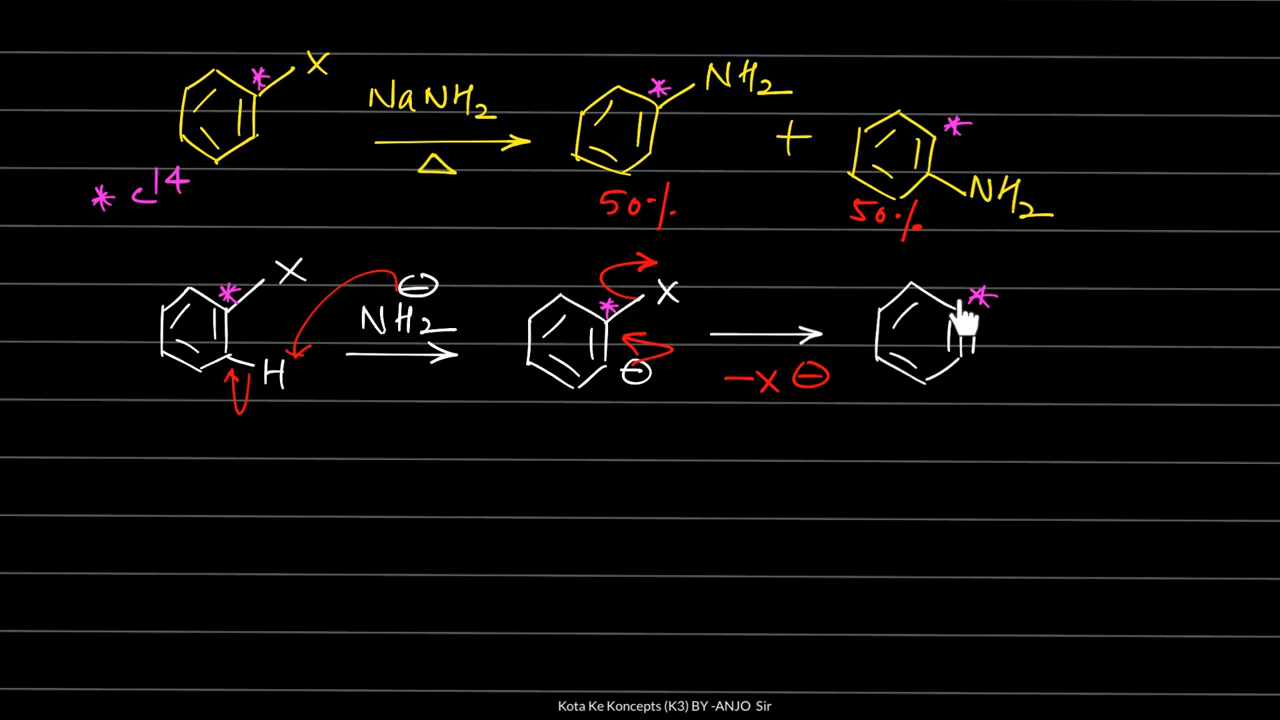 * X NaNH2 Δ * NH2 + * NH2
* C14 50% 50%
* X H NH2 ⊖ * X ⊖ -X ⊖ *
Kota Ke Koncepts (K3) BY -ANJO Sir